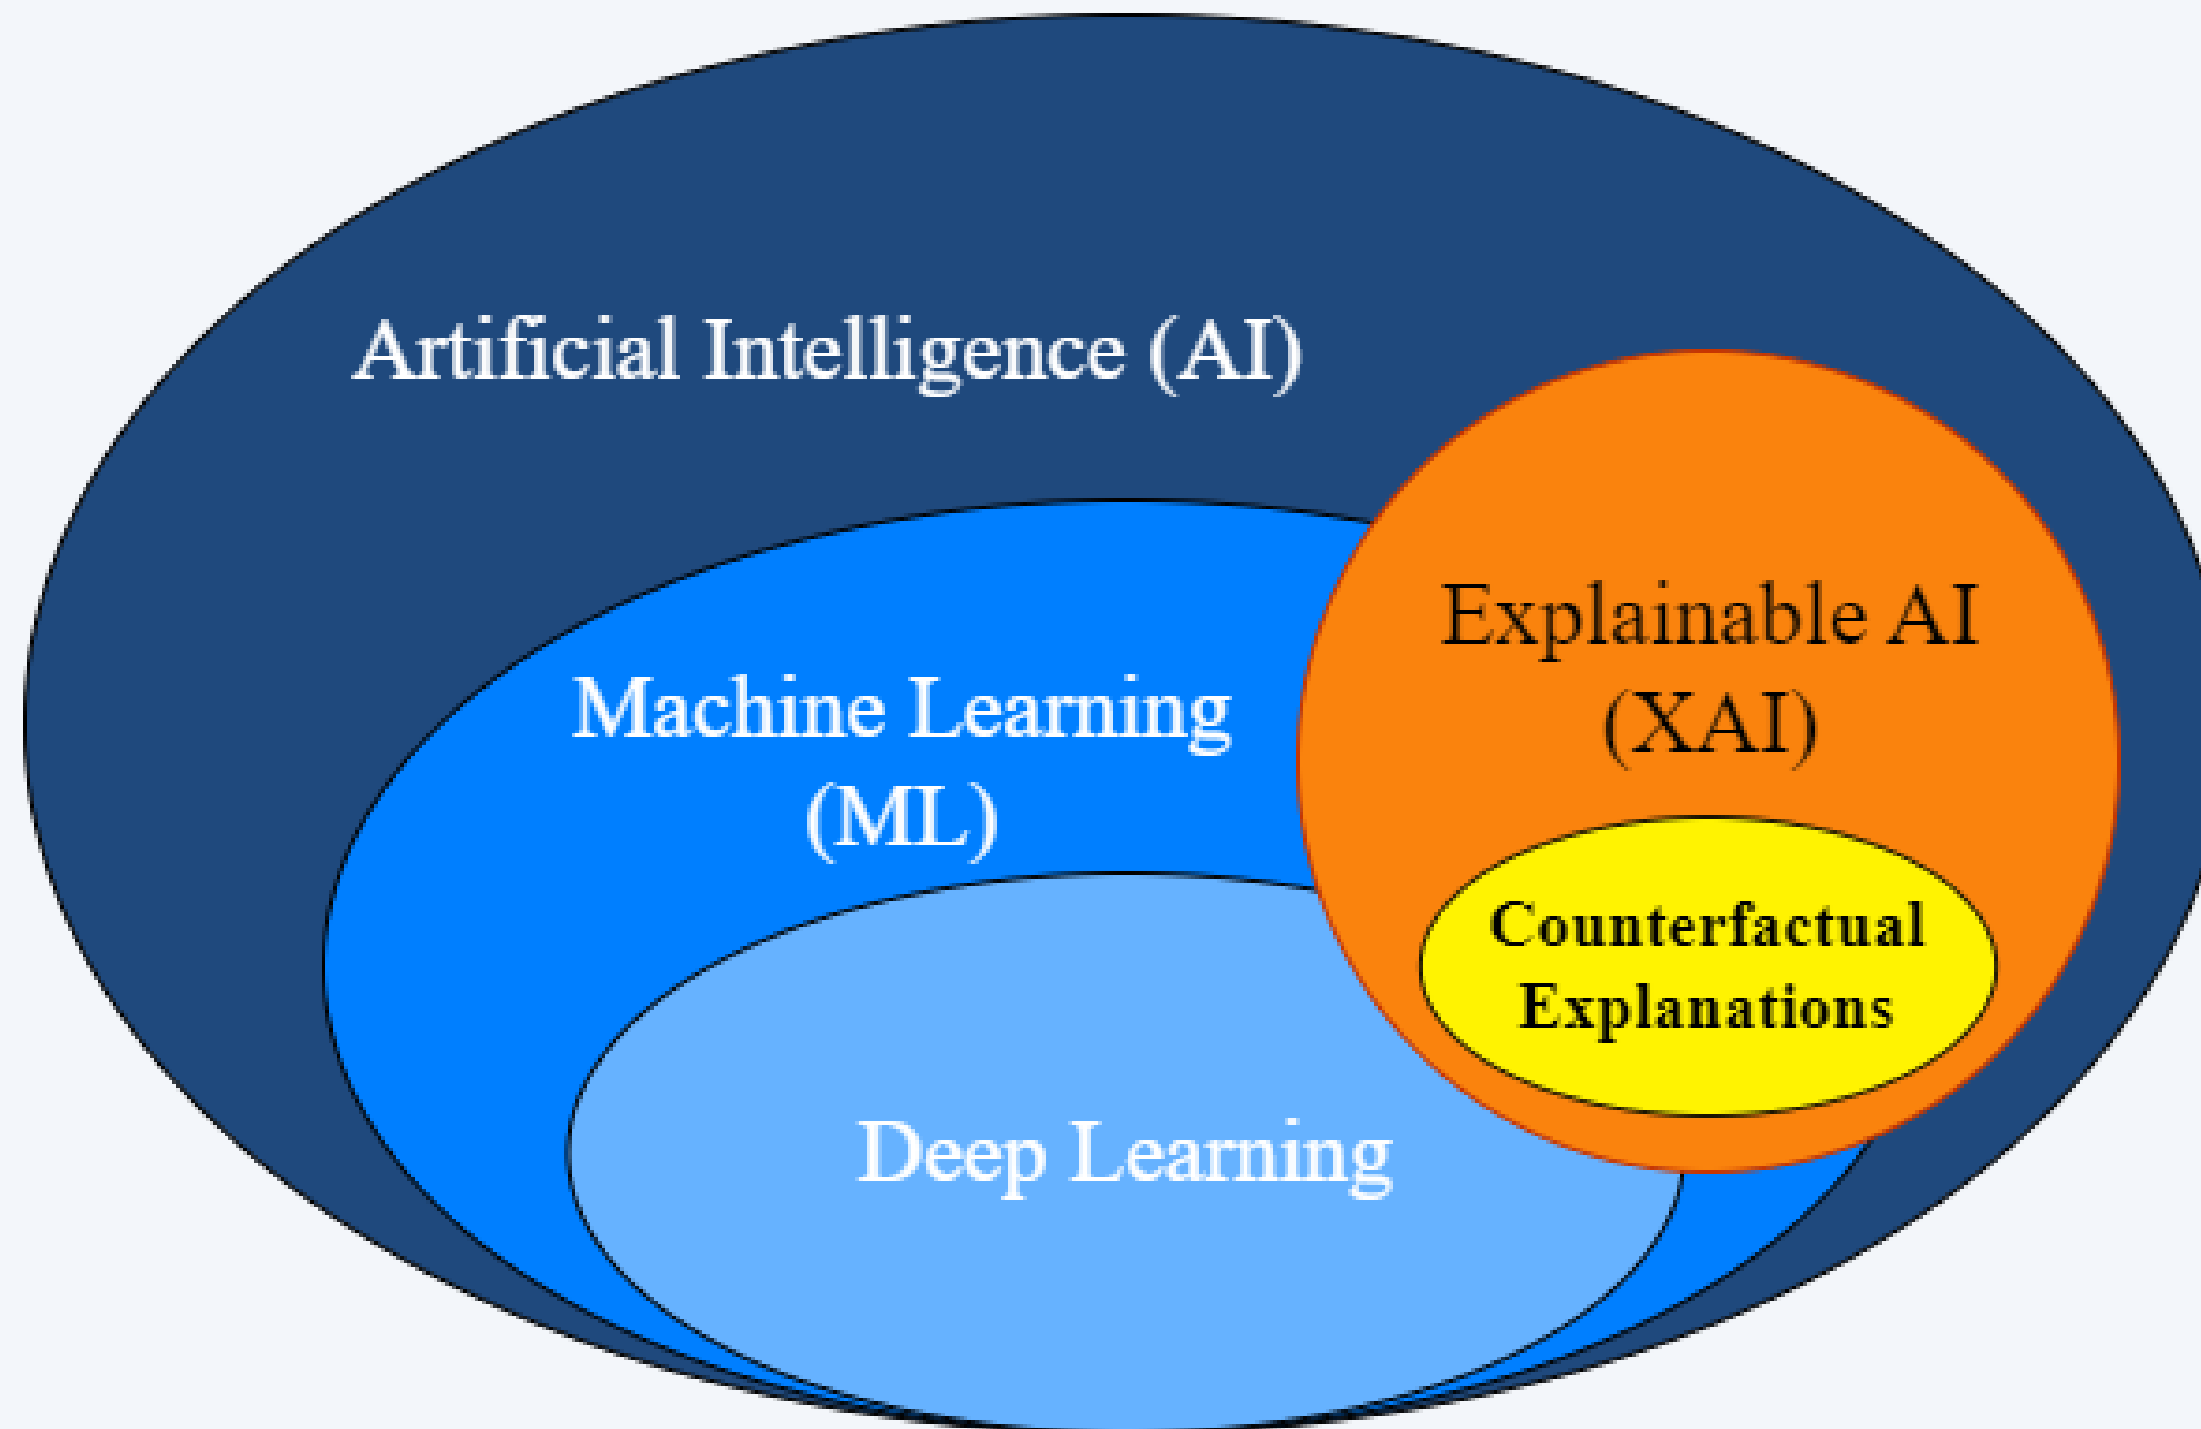 Artificial Intelligence (AI)
Explainable AI
(XAI)
Machine Learning
(ML)
Counterfactual
Explanations
Deep Learning